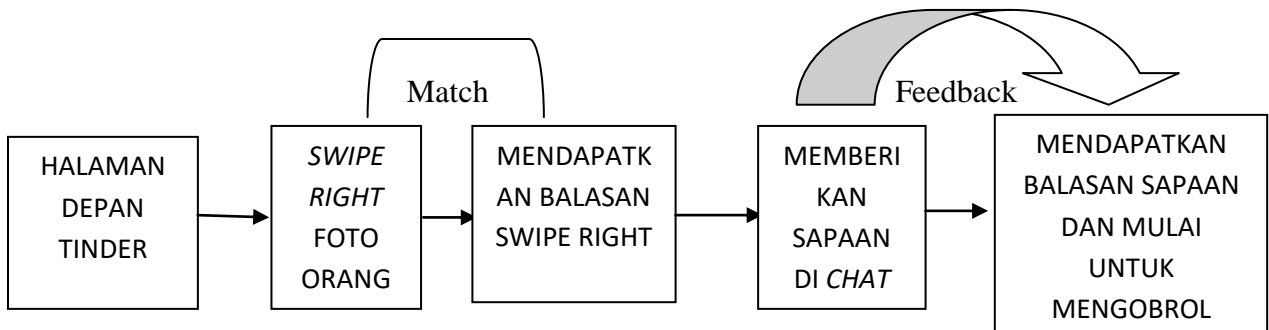 Match
Feedback
HALAMAN
DEPAN
TINDER
SWIPE
RIGHT
FOTO
ORANG
MENDAPATK
AN BALASAN
SWIPE RIGHT
MEMBERI
KAN
SAPAAN
DI CHAT
MENDAPATKAN
BALASAN SAPAAN
DAN MULAI
UNTUK
MENGOBROL